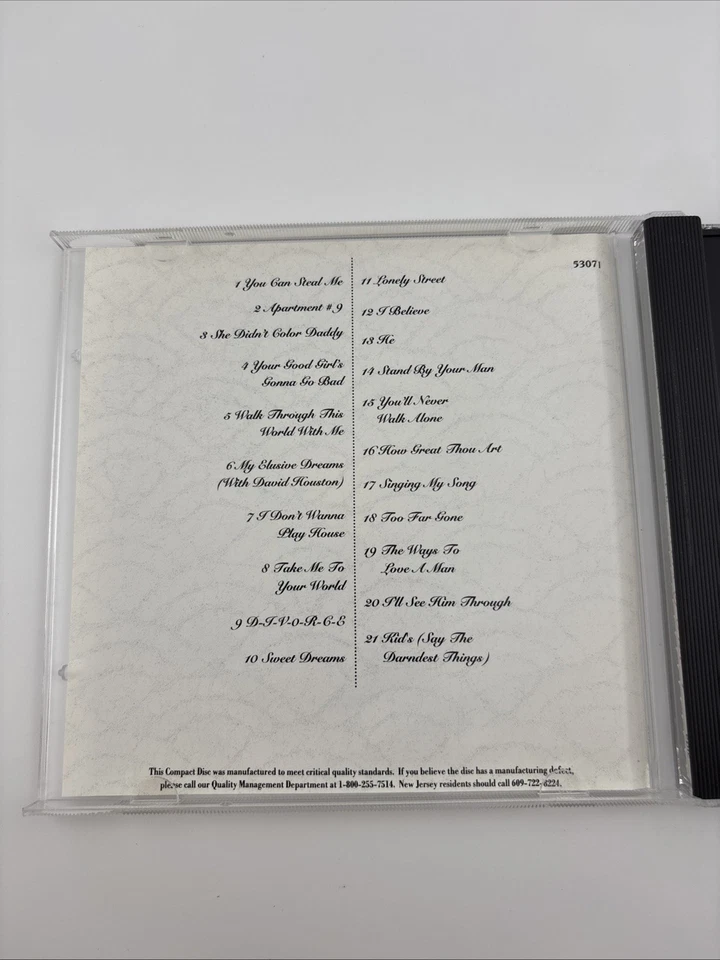 53071
1 You Can Steal Me
2 Apartment #9
3 She Didn't Color Daddy
4 Your Good Girl's
Gonna Go Bad
5 Walk Through This
World With Me
6 My Elusive Dreams
(With David Houston)
7 I Don't Wanna
Play House
8 Take Me To
Your World
9 D-I-V-O-R-C-E
10 Sweet Dreams
11 Lonely Street
12 I Believe
13 He
14 Stand By Your Man
15 You'll Never
Walk Alone
16 How Great Thou Art
17 Singing My Song
18 Too Far Gone
19 The Ways To
Love A Man
20 I'll See Him Through
21 Kid's (Say The
Darndest Things)
This Compact Disc was manufactured to meet critical quality standards. If you believe the disc has a manufacturing defect,
please call our Quality Management Department at 1-800-255-7514. New Jersey residents should call 609-722-8224.